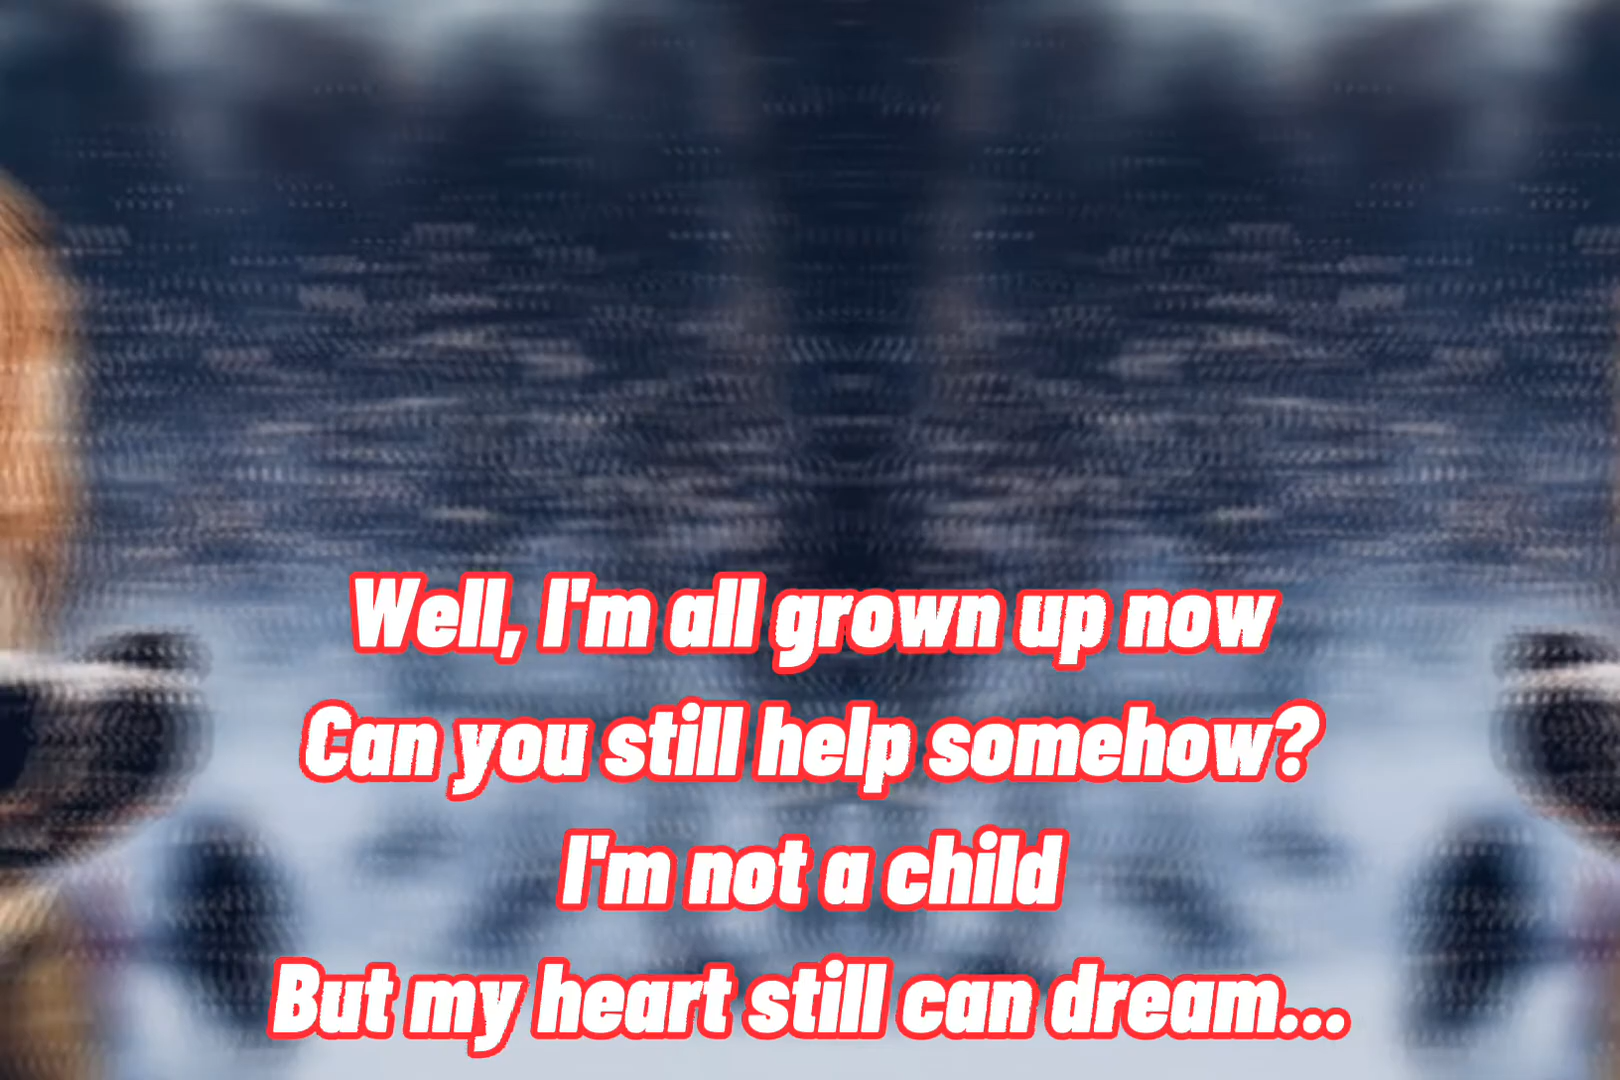 Well, I'm all grown up now
Can you still help somehow?
I'm not a child
But my heart still can dream...